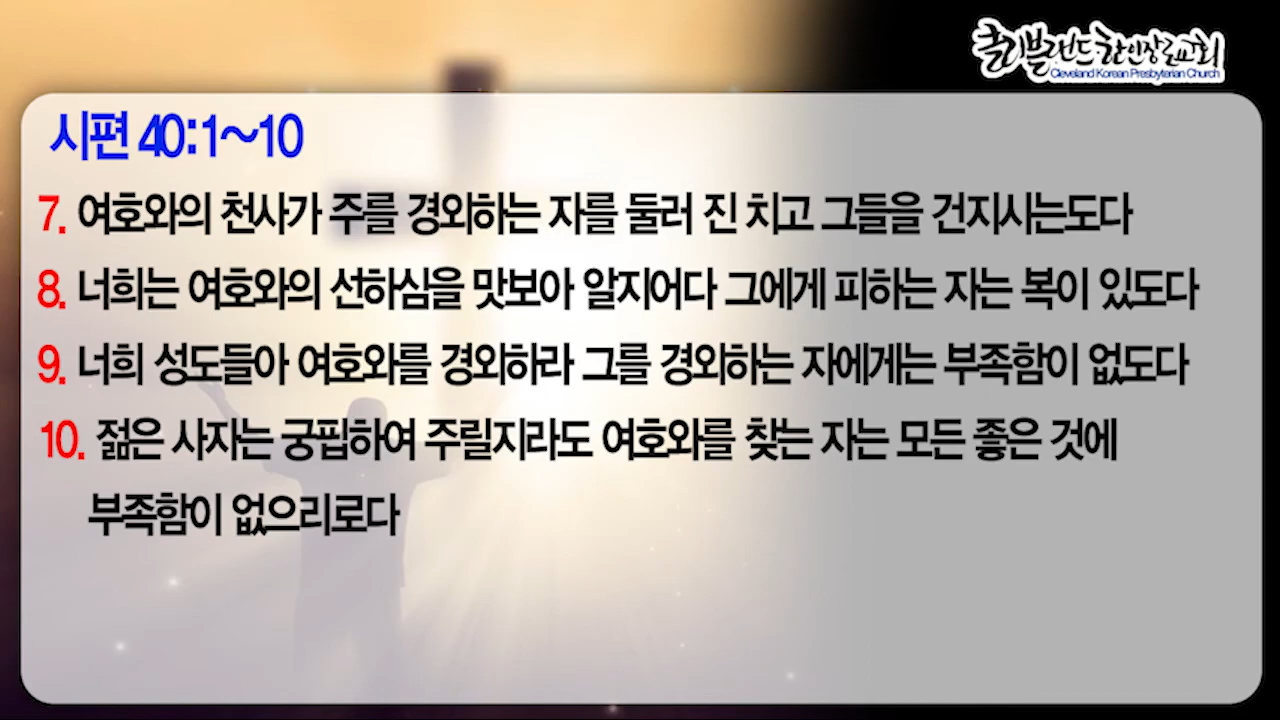 클리블랜드 한인장로교회
Cleveland Korean Presbyterian Church
시편 40:1~10
7. 여호와의 천사가 주를 경외하는 자를 둘러 진 치고 그들을 건지시는도다
8. 너희는 여호와의 선하심을 맛보아 알지어다 그에게 피하는 자는 복이 있도다
9. 너희 성도들아 여호와를 경외하라 그를 경외하는 자에게는 부족함이 없도다
10. 젊은 사자는 궁핍하여 주릴지라도 여호와를 찾는 자는 모든 좋은 것에
부족함이 없으리로다